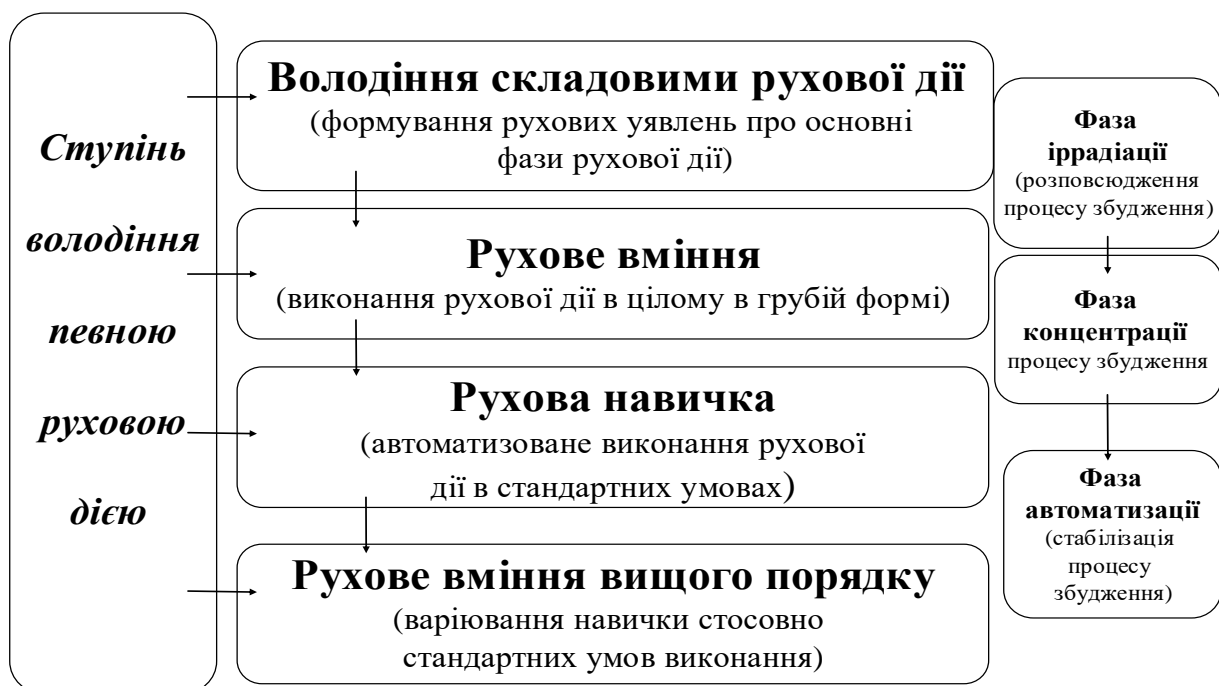 Ступінь
володіння
певною
руховою
дією
Володіння складовими рухової дії
(формування рухових уявлень про основні
фази рухової дії)
Рухове вміння
(виконання рухової дії в цілому в грубій формі)
Рухова навичка
(автоматизоване виконання рухової
дії в стандартних умовах)
Рухове вміння вищого порядку
(варіювання навички стосовно
стандартних умов виконання)
Фаза
ірradіації
(розповсюдження
процесу збудження)
Фаза
концентрації
процесу збудження
Фаза
автоматизації
(стабілізація
процесу
збудження)